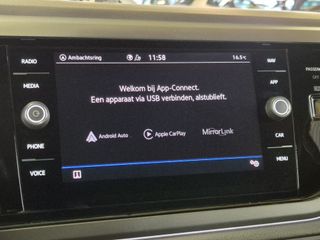 RADIO
Ambachtsring
11:58
16.5°C
NAV
MEDIA
Welkom bij App-Connect.
Een apparaat via USB verbinden, alstublieft.
APP
PASSENGER
Android Auto
Apple CarPlay
MirrorLink
PHONE
CAR
VOICE
MENU